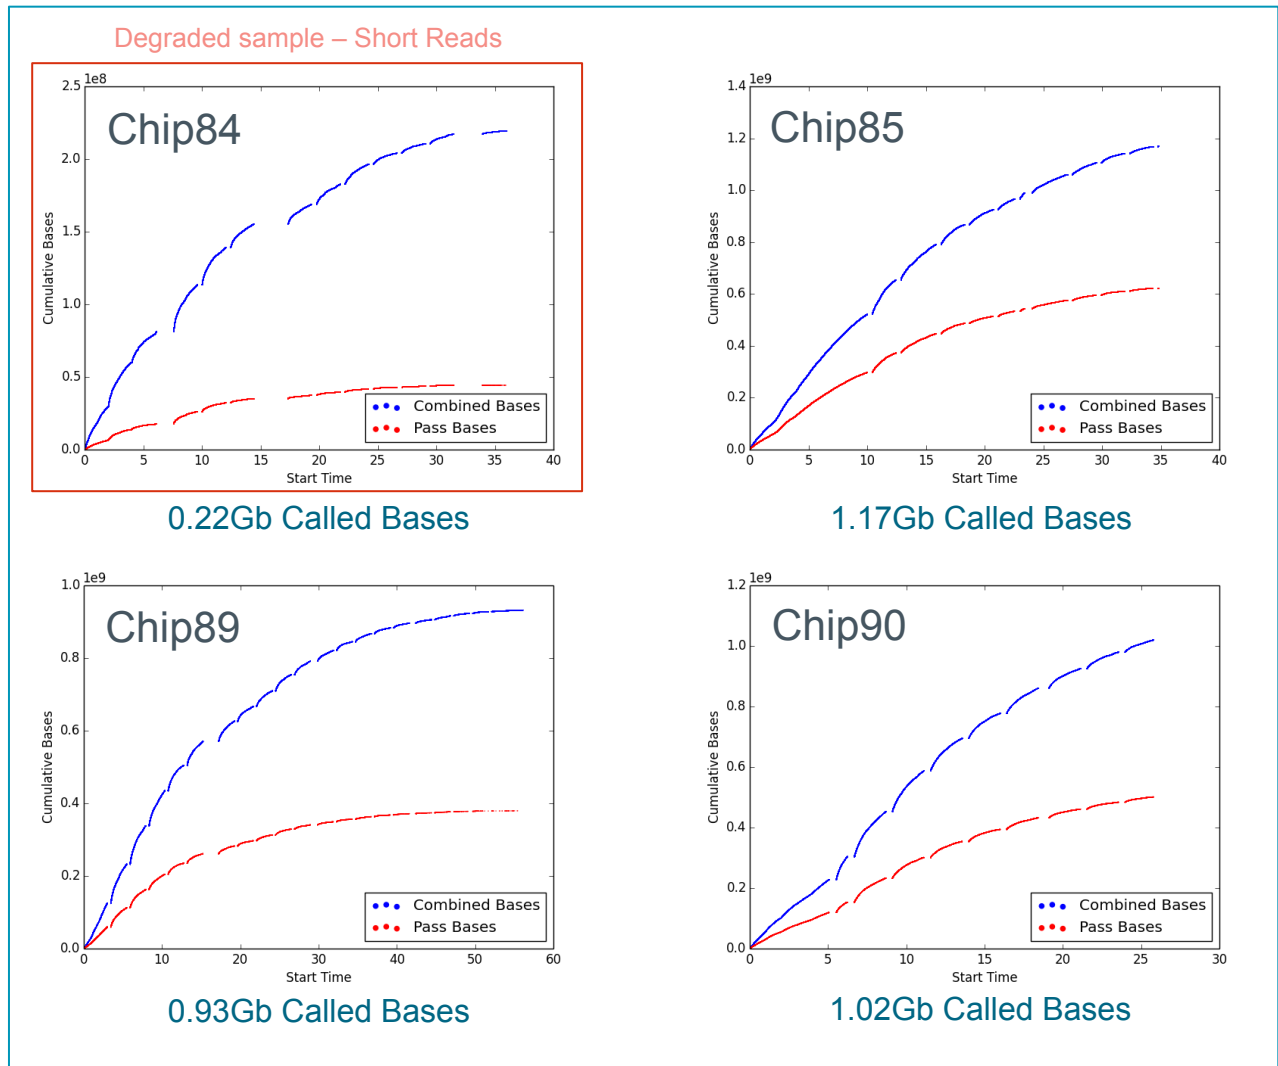 Degraded sample – Short Reads
1e8
Chip84
2.5
2.0
1.5
1.0
0.5
0.0
Cumulative Bases
Combined Bases
Pass Bases
0 5 10 15 20 25 30 35 40
Start Time
0.22Gb Called Bases
1e9
Chip85
1.4
1.2
1.0
0.8
0.6
0.4
0.2
0.0
Cumulative Bases
Combined Bases
Pass Bases
0 5 10 15 20 25 30 35 40
Start Time
1.17Gb Called Bases
1e9
Chip89
1.0
0.8
0.6
0.4
0.2
0.0
Cumulative Bases
Combined Bases
Pass Bases
0 10 20 30 40 50 60
Start Time
0.93Gb Called Bases
1e9
Chip90
1.2
1.0
0.8
0.6
0.4
0.2
0.0
Cumulative Bases
Combined Bases
Pass Bases
0 5 10 15 20 25 30
Start Time
1.02Gb Called Bases